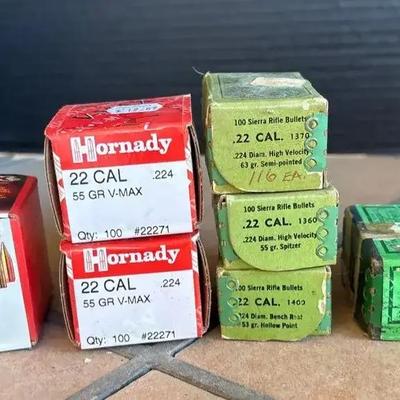 Hornady
22 CAL .224
55 GR V-MAX
Qty: 100 #22271
Hornady
22 CAL .224
55 GR V-MAX
Qty: 100 #22271
100 Sierra Rifle Bullets
.22 CAL. 1370
.224 Diam. High Velocity
63 gr. Semi-pointed
116 EA.
100 Sierra Rifle Bullets
.22 CAL. 1360
.224 Diam. High Velocity
55 gr. Spitzer
100 Sierra Rifle Bullets
.22 CAL. 1400
.224 Diam. Bench Rest
53 gr. Hollow Point